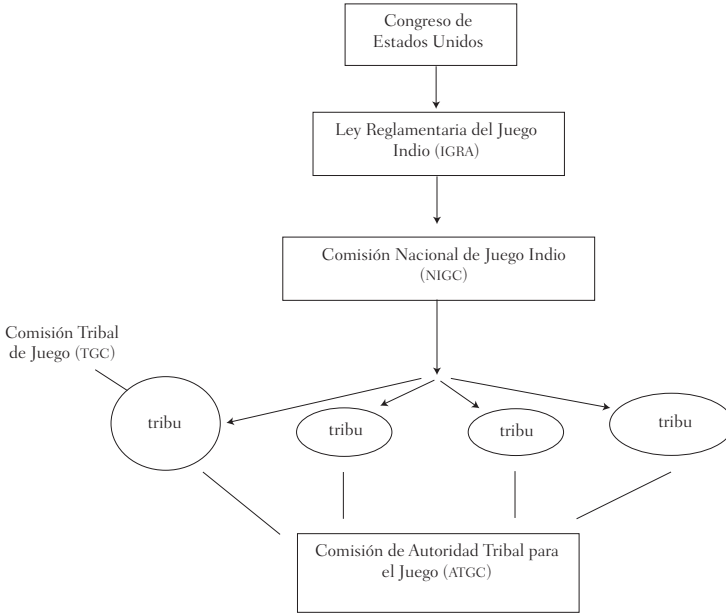 Congreso de
Estados Unidos
Ley Reglamentaria del Juego
Indio (IGRA)
Comisión Nacional de Juego Indio
(NIGC)
Comisión Tribal
de Juego (TGC)
tribu
tribu
tribu
tribu
Comisión de Autoridad Tribal para
el Juego (ATGC)